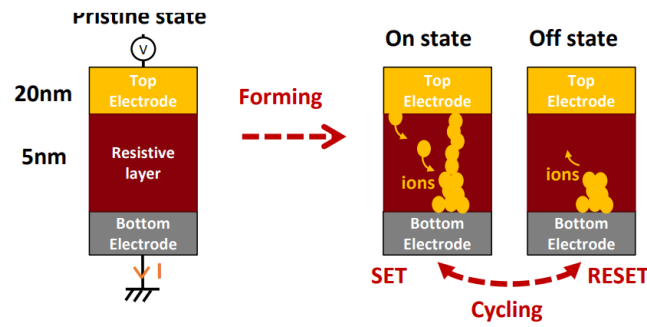 Pristine state
V
20nm
Top
Electrode
5nm
Resistive
layer
Bottom
Electrode
I
Forming
On state
Off state
Top
Electrode
Top
Electrode
ions
ions
Bottom
Electrode
Bottom
Electrode
SET
RESET
Cycling